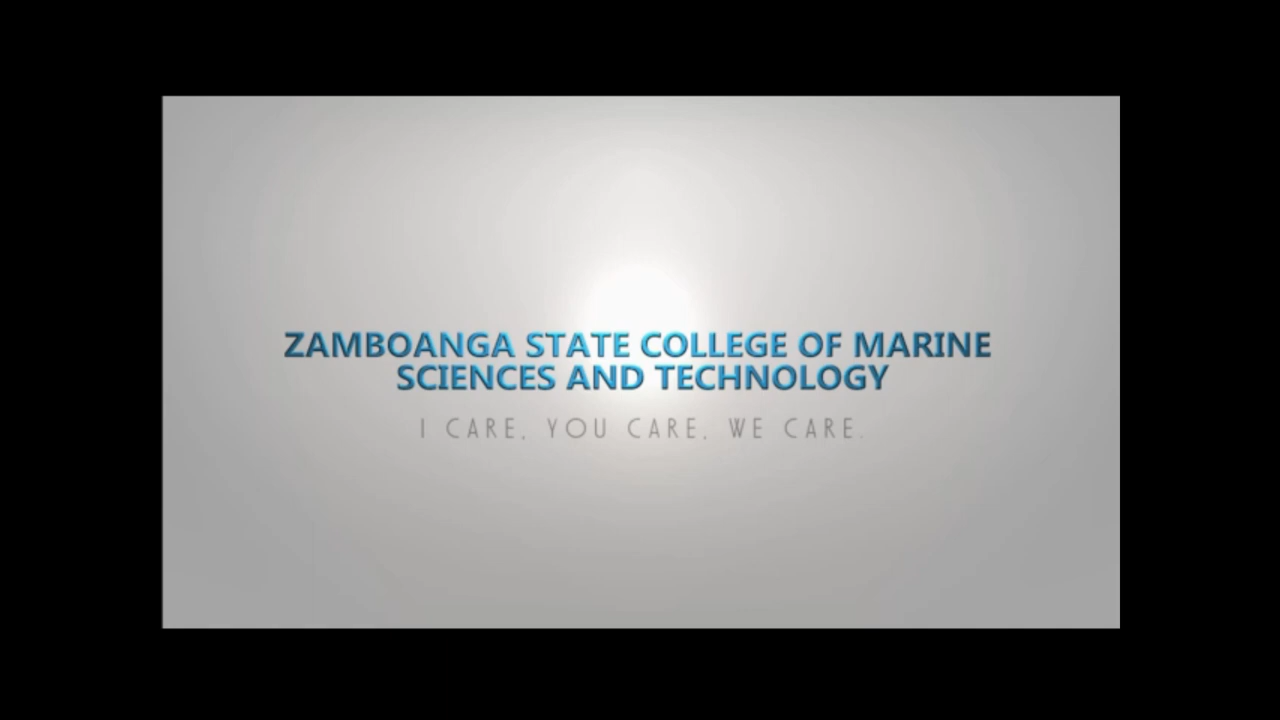 ZAMBOANGA STATE COLLEGE OF MARINE
SCIENCES AND TECHNOLOGY
I CARE, YOU CARE, WE CARE.